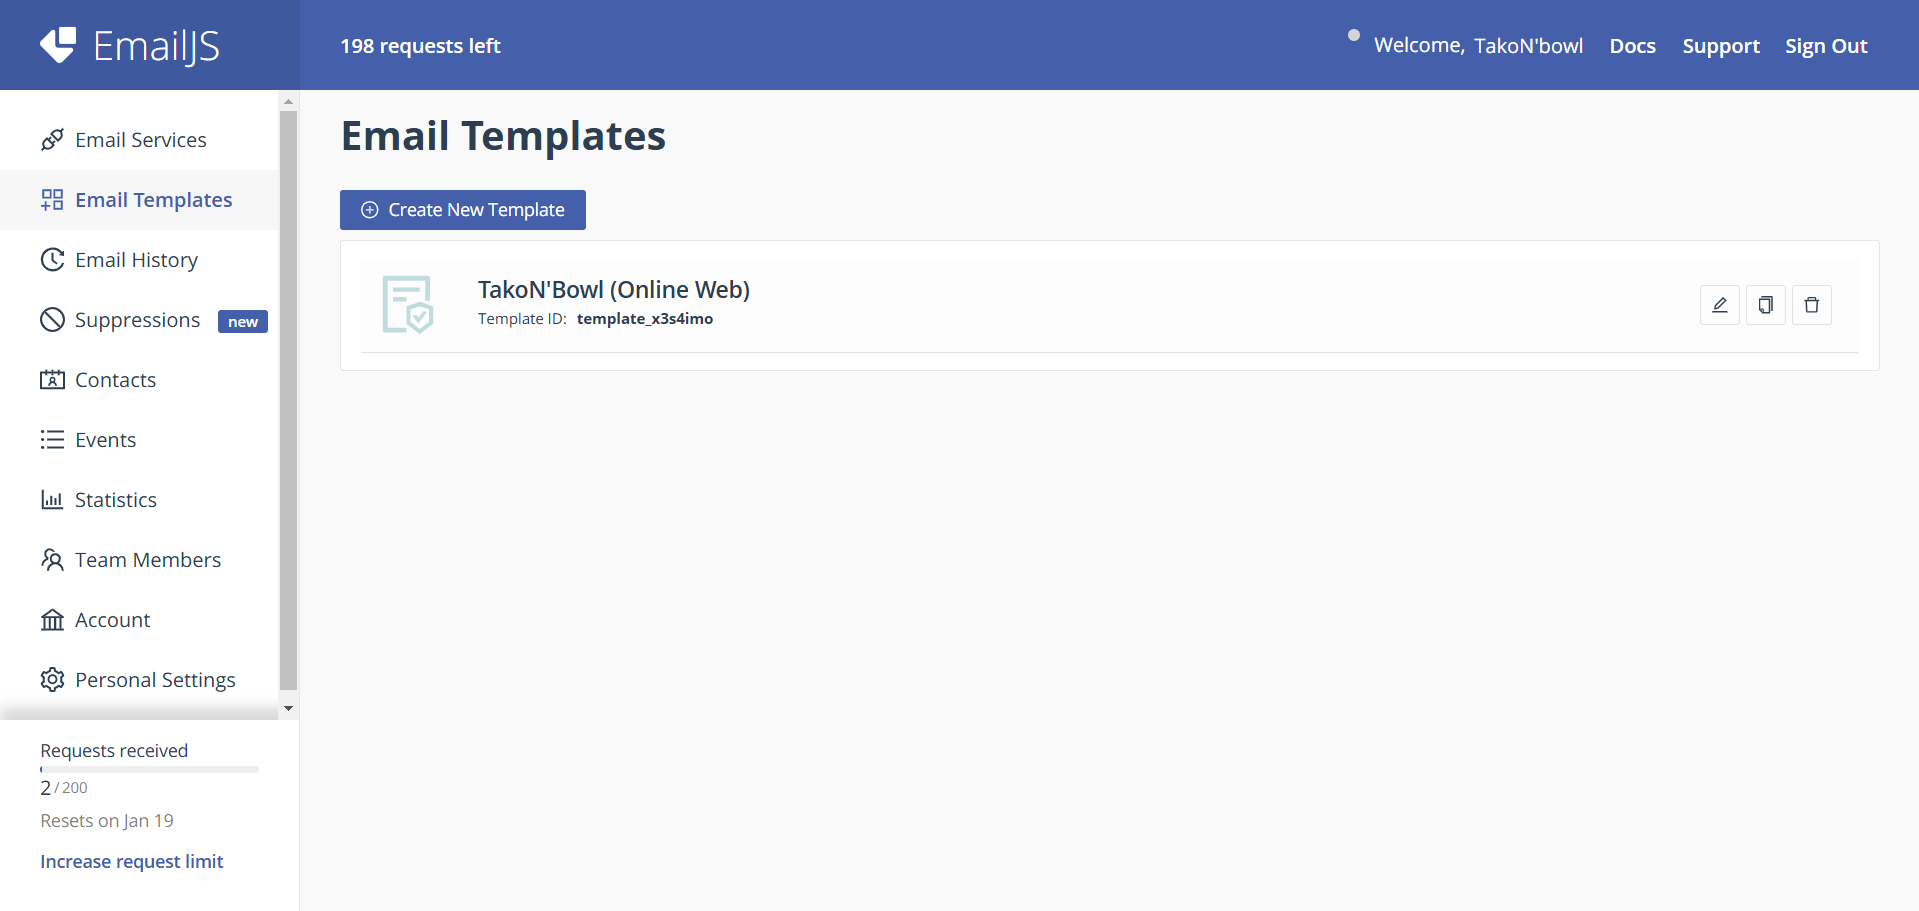 EmailJS
198 requests left
Welcome, TakoN'bowl
Docs
Support
Sign Out
Email Services
Email Templates
Email History
Suppressions new
Contacts
Events
Statistics
Team Members
Account
Personal Settings
Requests received
2 / 200
Resets on Jan 19
Increase request limit
Email Templates
Create New Template
TakoN'Bowl (Online Web)
Template ID: template_x3s4imo